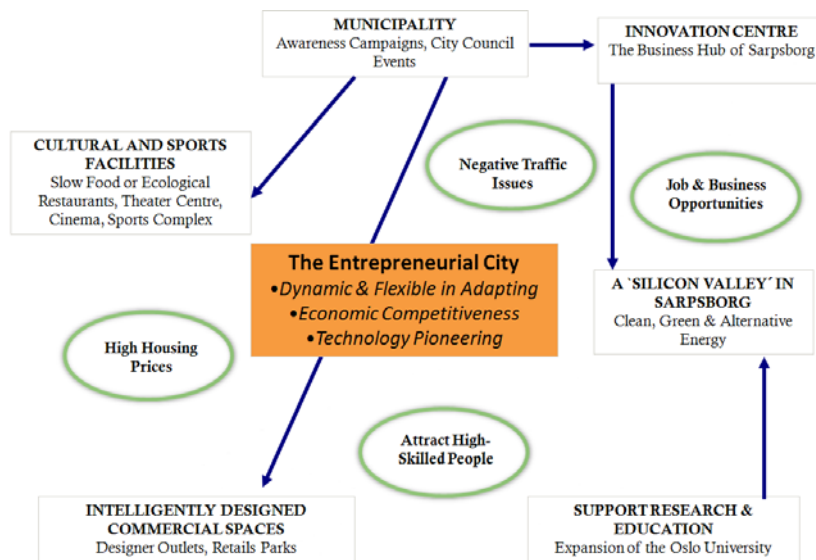 MUNICIPALITY
Awareness Campaigns, City Council
Events
INNOVATION CENTRE
The Business Hub of Sarpsborg
CULTURAL AND SPORTS
FACILITIES
Slow Food or Ecological
Restaurants, Theater Centre,
Cinema, Sports Complex
Negative Traffic
Issues
Job & Business
Opportunities
The Entrepreneurial City
•Dynamic & Flexible in Adapting
•Economic Competitiveness
•Technology Pioneering
A `SILICON VALLEY´ IN
SARPSBORG
Clean, Green & Alternative
Energy
High Housing
Prices
Attract High-
Skilled People
INTELLIGENTLY DESIGNED
COMMERCIAL SPACES
Designer Outlets, Retails Parks
SUPPORT RESEARCH &
EDUCATION
Expansion of the Oslo University